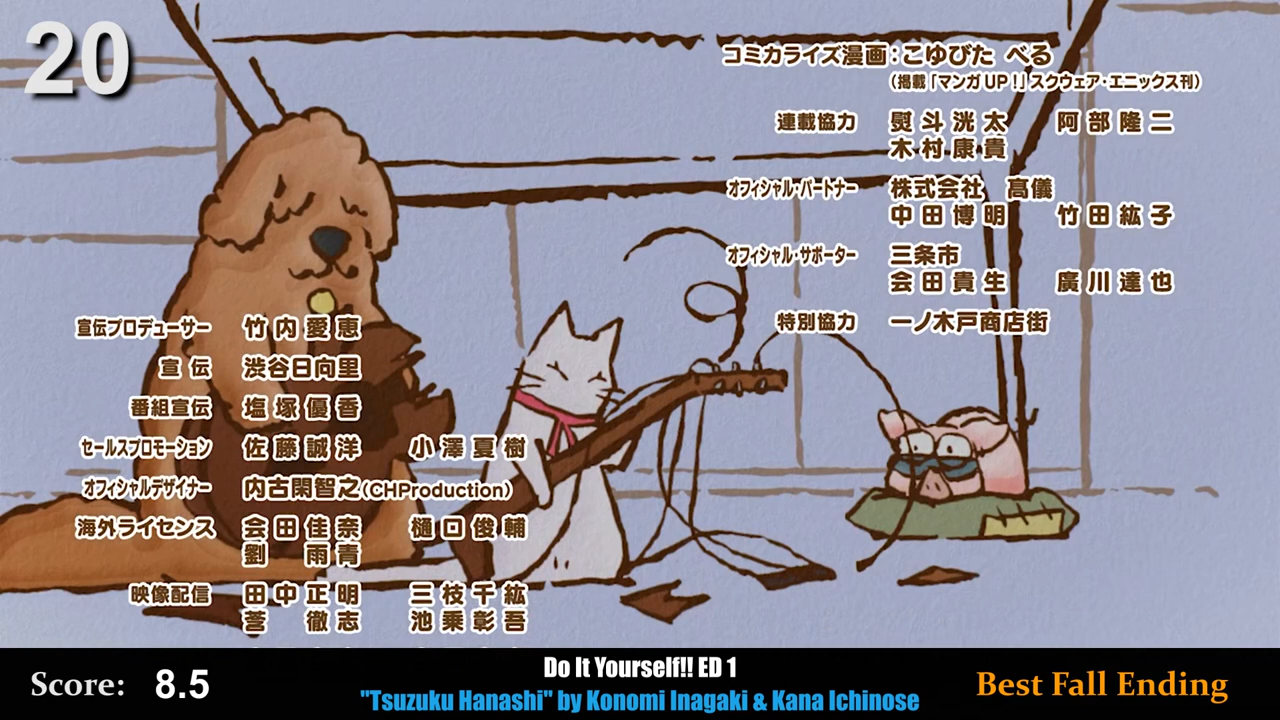 20
コミカライズ漫画：こゆびた べる
（掲載「マンガUP！」スクウェア・エニックス刊）
連載協力 熨斗洸太 阿部隆二
木村康貴
オフィシャル・パートナー 株式会社 高儀
中田博明 竹田紘子
オフィシャル・サポーター 三条市
会田貴生 廣川達也
特別協力 一ノ木戸商店街
宣伝プロデューサー 竹内愛恵
宣伝 渋谷日向里
番組宣伝 塩塚優香
セールスプロモーション 佐藤誠洋 小澤夏樹
オフィシャルデザイナー 内古閑智之(CHProduction)
海外ライセンス 会田佳奈 樋口俊輔
劉 雨青
映像配信 田中正明 三枝千紘
徹志 池乗彰吾
Score: 8.5
Do It Yourself!! ED 1
"Tsuzuku Hanashi" by Konomi Inagaki & Kana Ichinose
Best Fall Ending